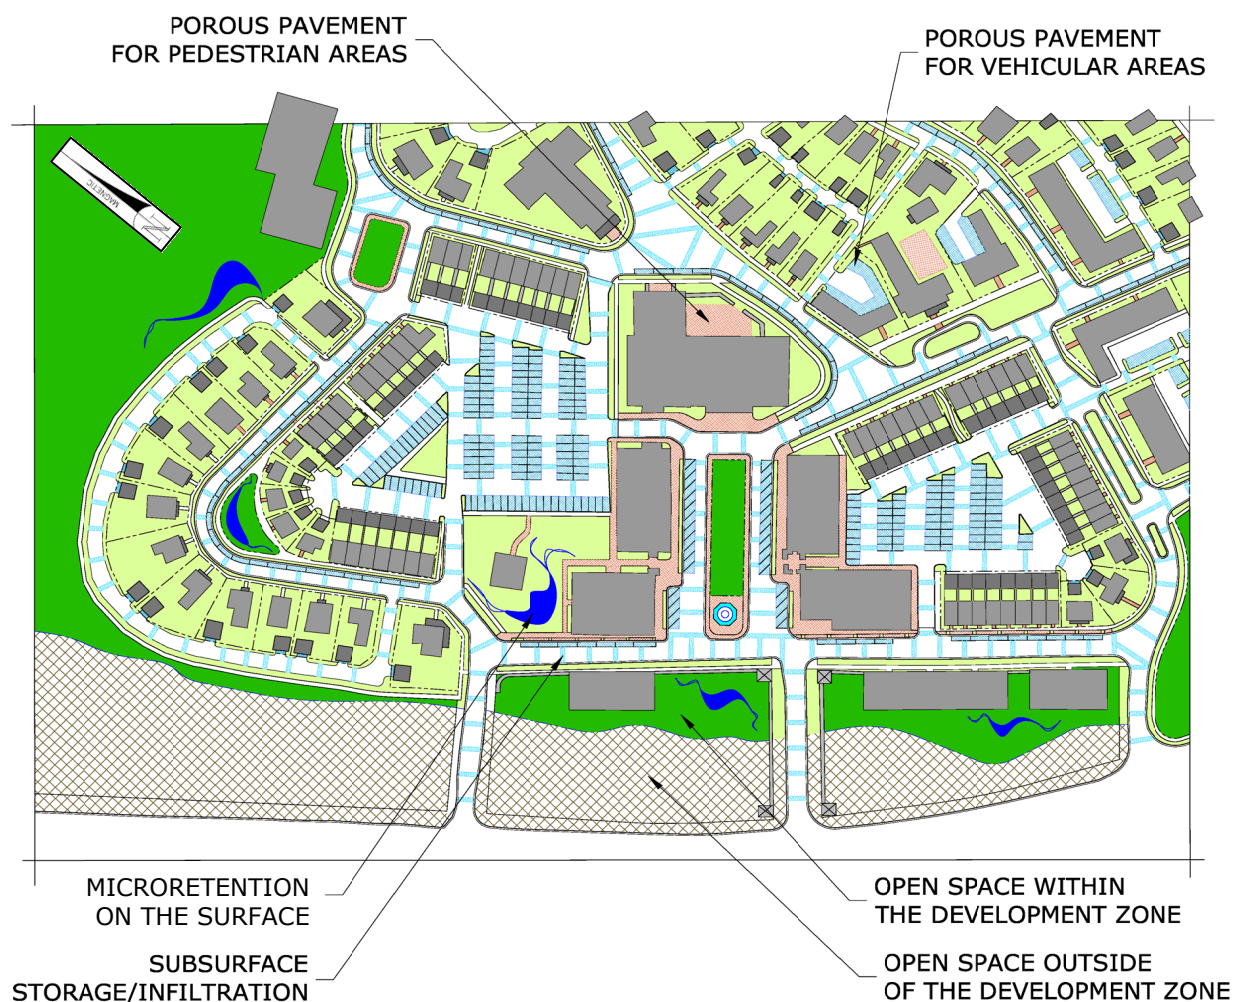 POROUS PAVEMENT
FOR PEDESTRIAN AREAS
POROUS PAVEMENT
FOR VEHICULAR AREAS
MAGNETIC
N
MICRORETENTION
ON THE SURFACE
SUBSURFACE
STORAGE/INFILTRATION
OPEN SPACE WITHIN
THE DEVELOPMENT ZONE
OPEN SPACE OUTSIDE
OF THE DEVELOPMENT ZONE